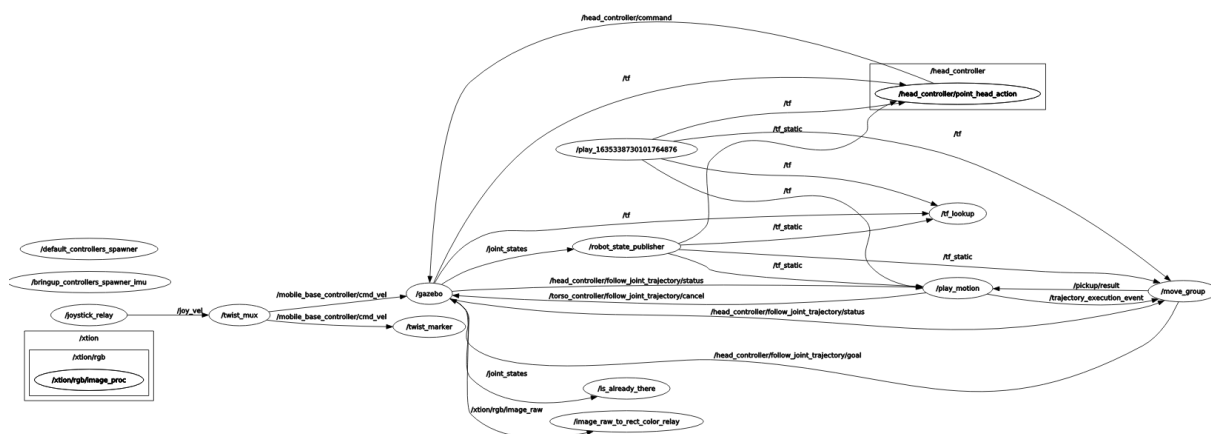 /head_controller/command
/head_controller
/tf
/head_controller/point_head_action
/tf
/tf_static
/tf
/play_1635338730101764876
/tf
/tf
/tf
/tf_lookup
/default_controllers_spawner
/joint_states
/robot_state_publisher
/tf_static
/tf_static
/tf_static
/bringup_controllers_spawner_imu
/mobile_base_controller/cmd_vel
/gazebo
/head_controller/follow_joint_trajectory/status
/torso_controller/follow_joint_trajectory/cancel
/play_motion
/pickup/result
/trajectory_execution_event
/move_group
/joystick_relay
/joy_vel
/twist_mux
/mobile_base_controller/cmd_vel
/twist_marker
/head_controller/follow_joint_trajectory/status
/xtion
/xtion/rgb
/xtion/rgb/image_proc
/head_controller/follow_joint_trajectory/goal
/joint_states
/is_already_there
/xtion/rgb/image_raw
/image_raw_to_rect_color_relay